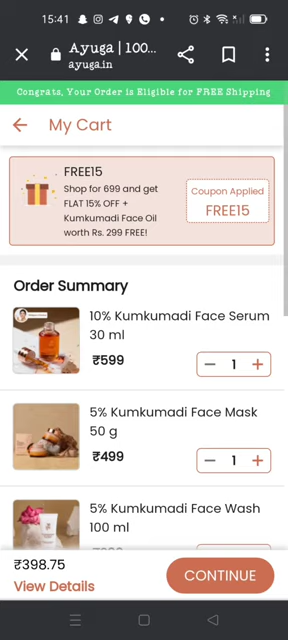 15:41
Ayuga | 100...
ayuga.in
Congrats, Your Order is Eligible for FREE Shipping
My Cart
FREE15
Shop for 699 and get
FLAT 15% OFF +
Kumkumadi Face Oil
worth Rs. 299 FREE!
Coupon Applied
FREE15
Order Summary
10% Kumkumadi Face Serum
30 ml
₹599
1
5% Kumkumadi Face Mask
50 g
₹499
1
5% Kumkumadi Face Wash
100 ml
₹398.75
View Details
CONTINUE